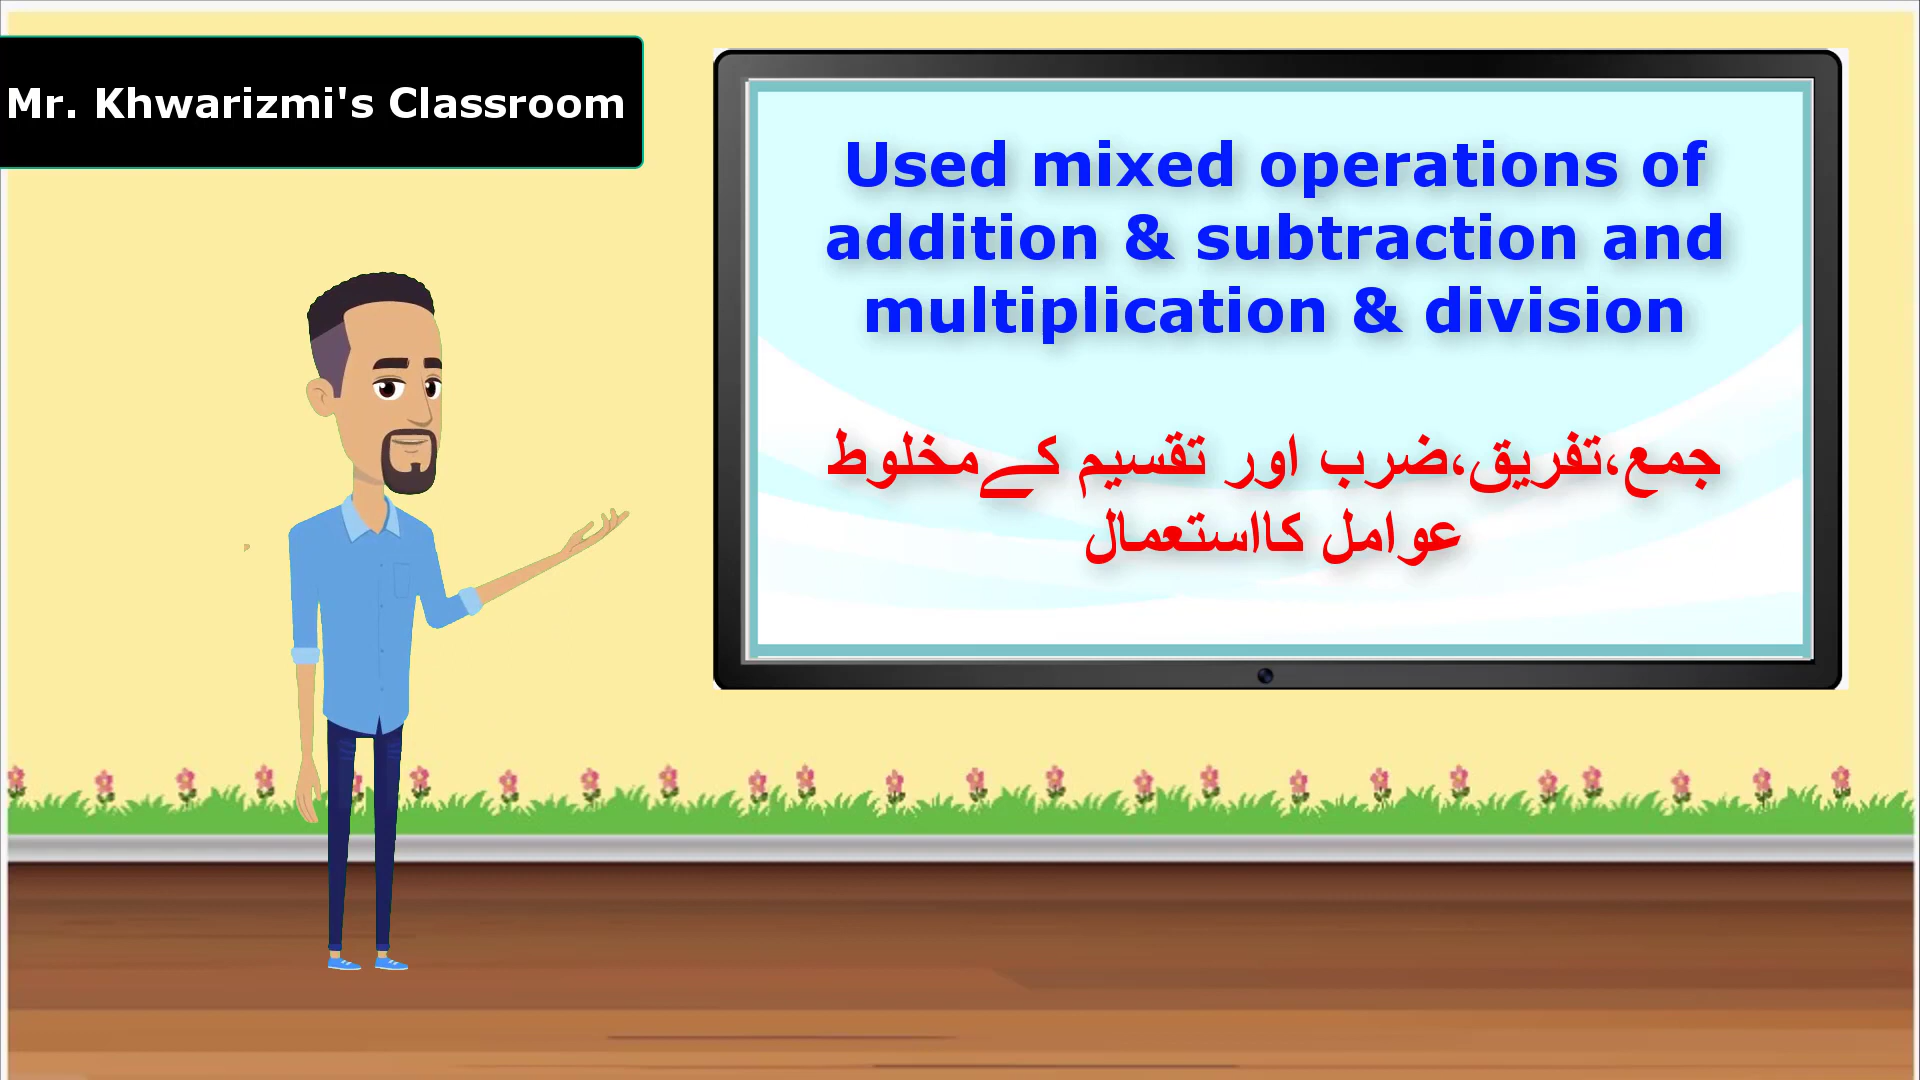 Mr. Khwarizmi's Classroom
Used mixed operations of
addition & subtraction and
multiplication & division
جمع،تفریق،ضرب اور تقسیم کےمخلوط
عوامل کااستعمال